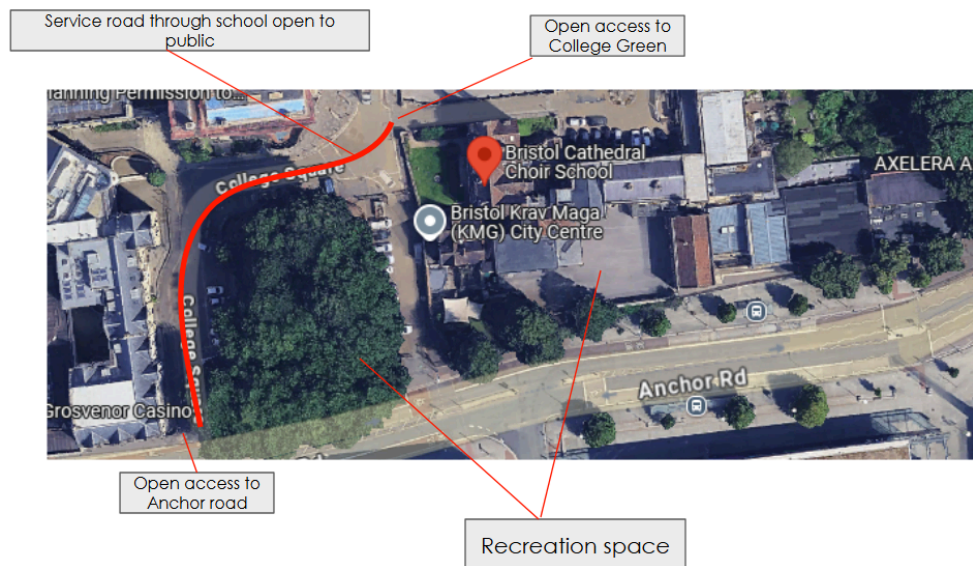 Service road through school open to
public
Open access to
College Green
Planning Permission to...
College Square
Bristol Cathedral
Choir School
AXELERA A
Bristol Krav Maga
(KMG) City Centre
College Squar
Anchor Rd
Grosvenor Casino
Open access to
Anchor road
Recreation space